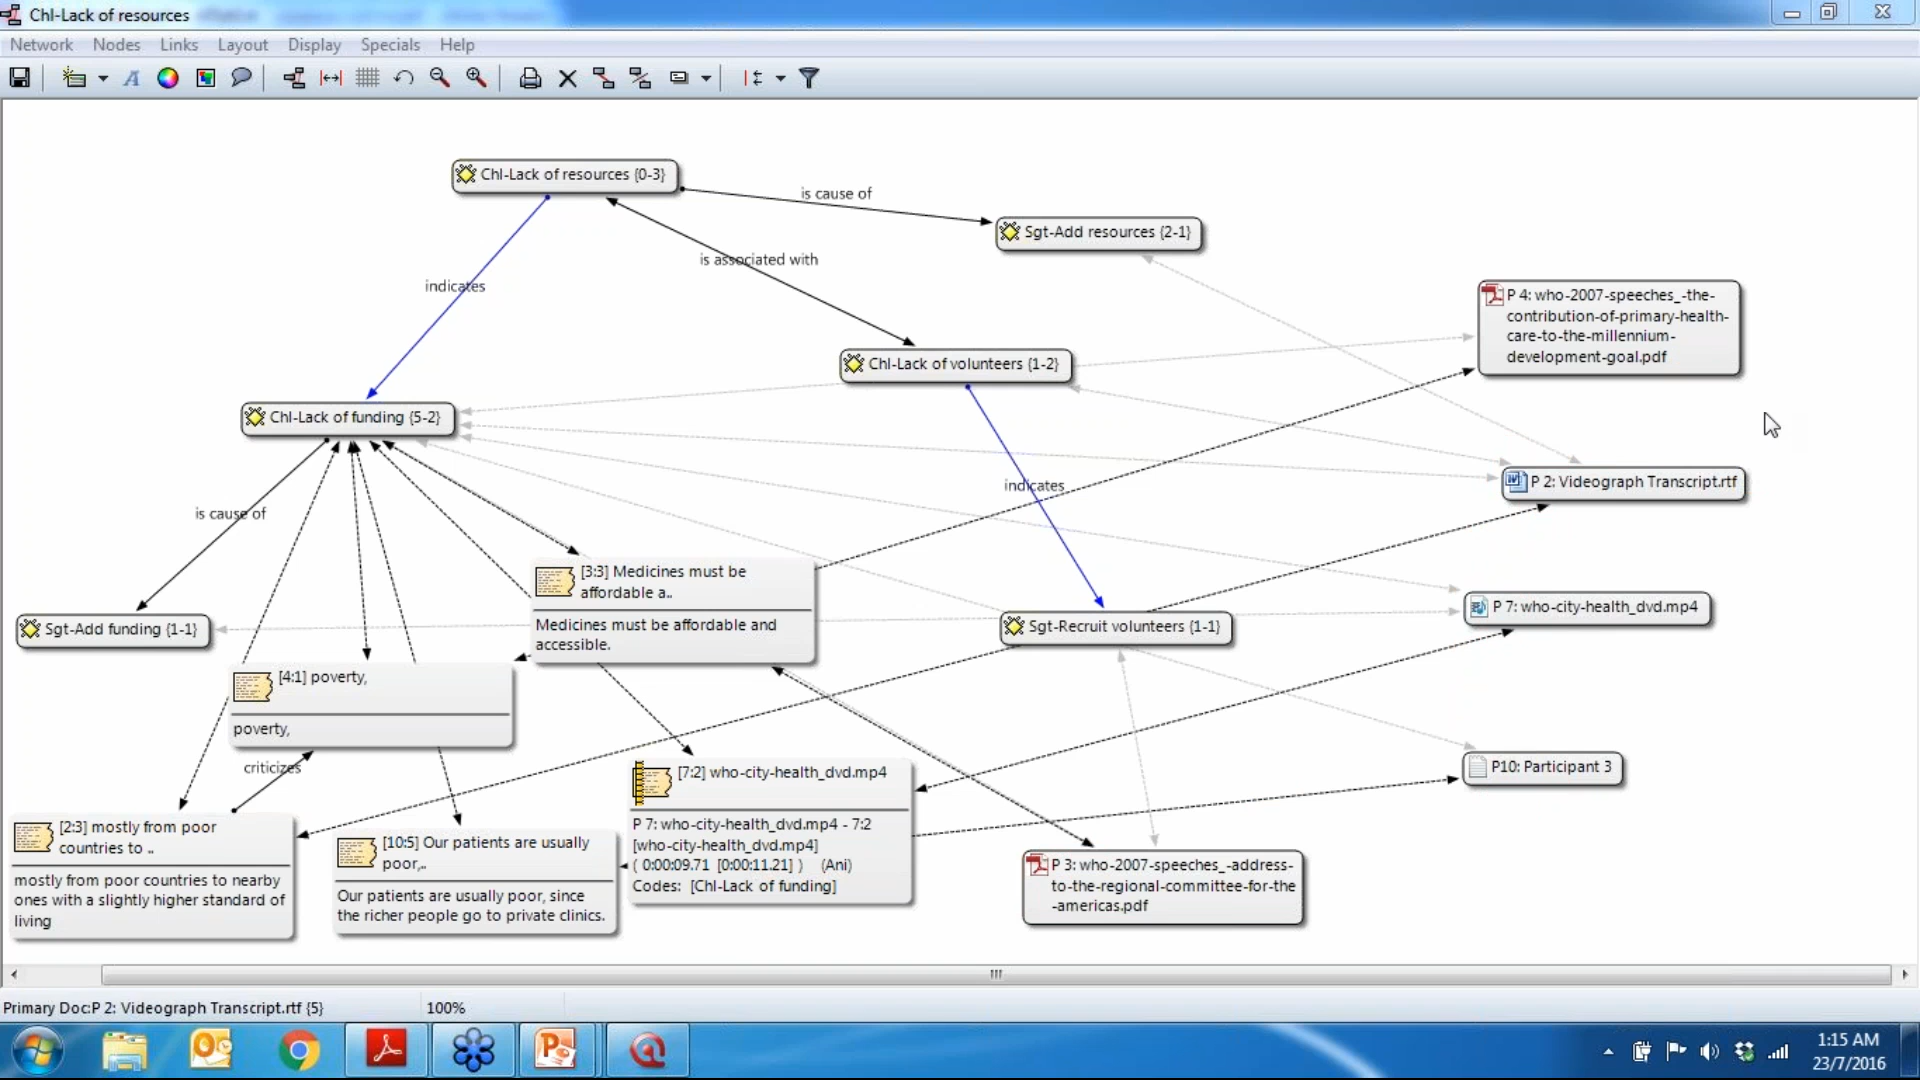 Chl-Lack of resources
Network Nodes Links Layout Display Specials Help
Chl-Lack of resources {0-3}
is cause of
Sgt-Add resources {2-1}
is associated with
indicates
P 4: who-2007-speeches_-the-
contribution-of-primary-health-
care-to-the-millennium-
development-goal.pdf
Chl-Lack of volunteers {1-2}
Chl-Lack of funding {5-2}
P 2: Videograph Transcript.rtf
indicates
is cause of
[3:3] Medicines must be
affordable a..
Medicines must be affordable and
accessible.
P 7: who-city-health_dvd.mp4
Sgt-Add funding {1-1}
Sgt-Recruit volunteers {1-1}
[4:1] poverty,
poverty,
criticizes
[7:2] who-city-health_dvd.mp4
P 7: who-city-health_dvd.mp4 - 7:2
[who-city-health_dvd.mp4]
( 0:00:09.71 [0:00:11.21] ) (Ani)
Codes: [Chl-Lack of funding]
P10: Participant 3
[2:3] mostly from poor
countries to ..
mostly from poor countries to nearby
ones with a slightly higher standard of
living
[10:5] Our patients are usually
poor,..
Our patients are usually poor, since
the richer people go to private clinics.
P 3: who-2007-speeches_-address-
to-the-regional-committee-for-the
-americas.pdf
Primary Doc:P 2: Videograph Transcript.rtf {5} 100%
1:15 AM
23/7/2016